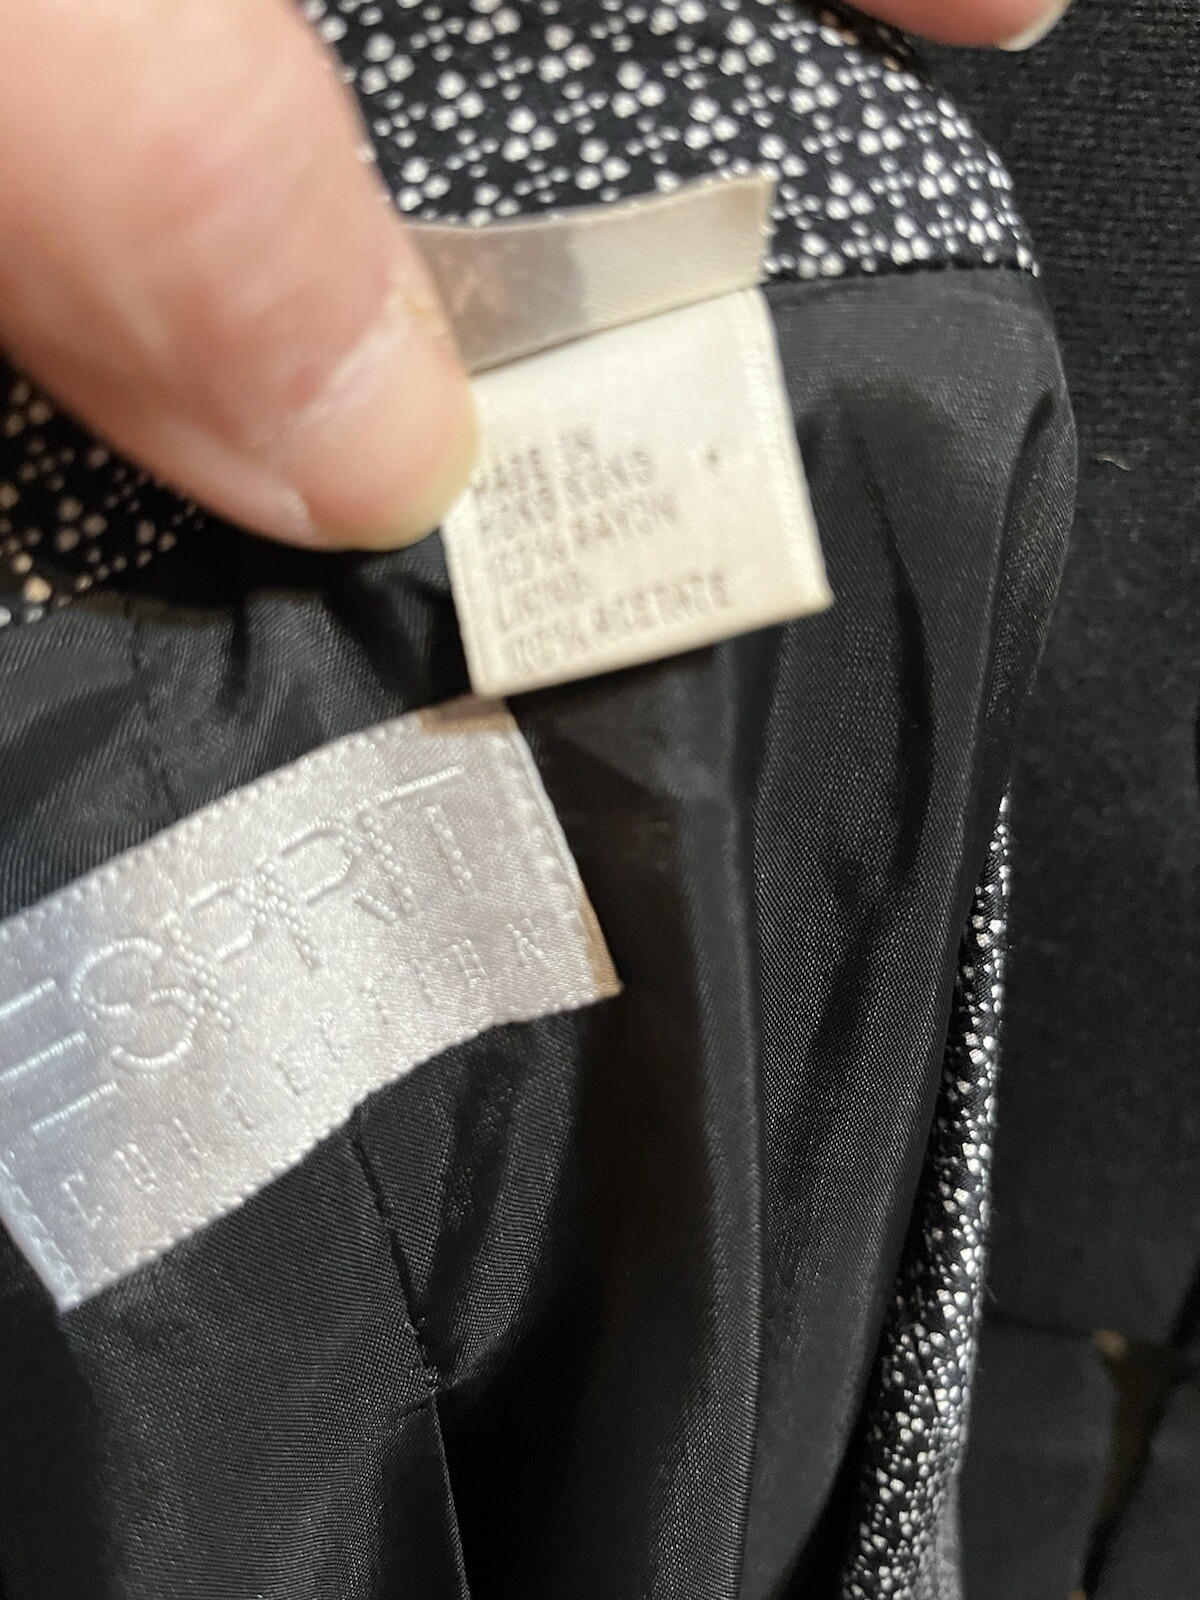 MADE IN
HONG KONG
100% RAYON
LINING
100% ACETATE
ESPRIT
COLLECTION